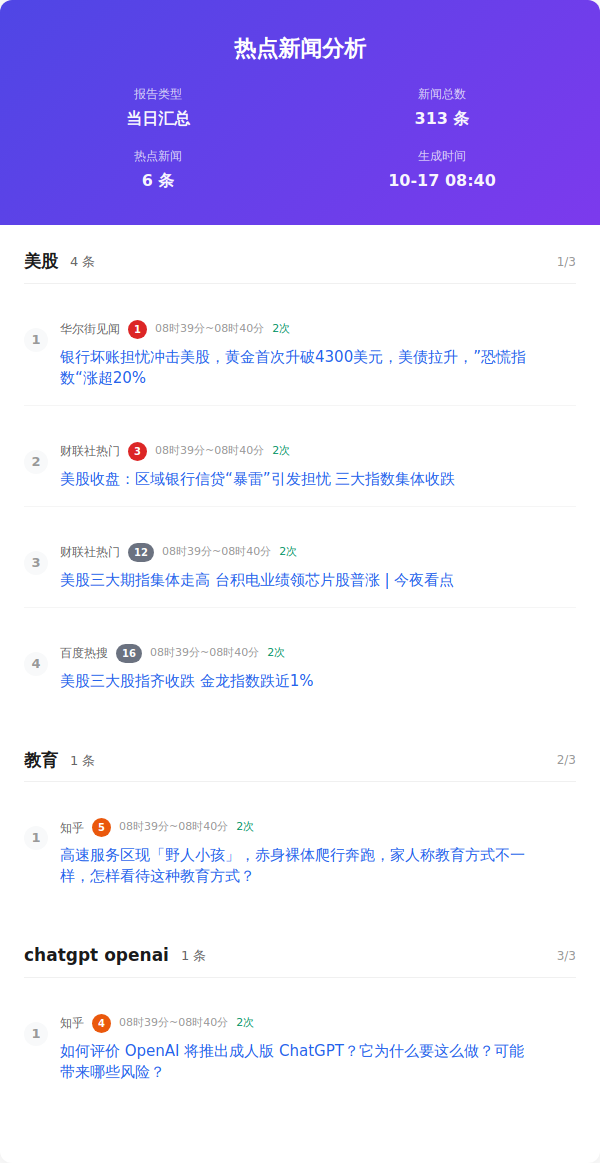 热点新闻分析
报告类型
新闻总数
当日汇总
313 条
热点新闻
生成时间
6 条
10-17 08:40
美股 4 条 1/3
1
华尔街见闻 1 08时39分~08时40分 2次
银行坏账担忧冲击美股，黄金首次升破4300美元，美债拉升，”恐慌指
数“涨超20%
2
财联社热门 3 08时39分~08时40分 2次
美股收盘：区域银行信贷“暴雷”引发担忧 三大指数集体收跌
3
财联社热门 12 08时39分~08时40分 2次
美股三大期指集体走高 台积电业绩领芯片股普涨 | 今夜看点
4
百度热搜 16 08时39分~08时40分 2次
美股三大股指齐收跌 金龙指数跌近1%
教育 1 条 2/3
1
知乎 5 08时39分~08时40分 2次
高速服务区现「野人小孩」，赤身裸体爬行奔跑，家人称教育方式不一
样，怎样看待这种教育方式？
chatgpt openai 1 条 3/3
1
知乎 4 08时39分~08时40分 2次
如何评价 OpenAI 将推出成人版 ChatGPT？它为什么要这么做？可能
带来哪些风险？